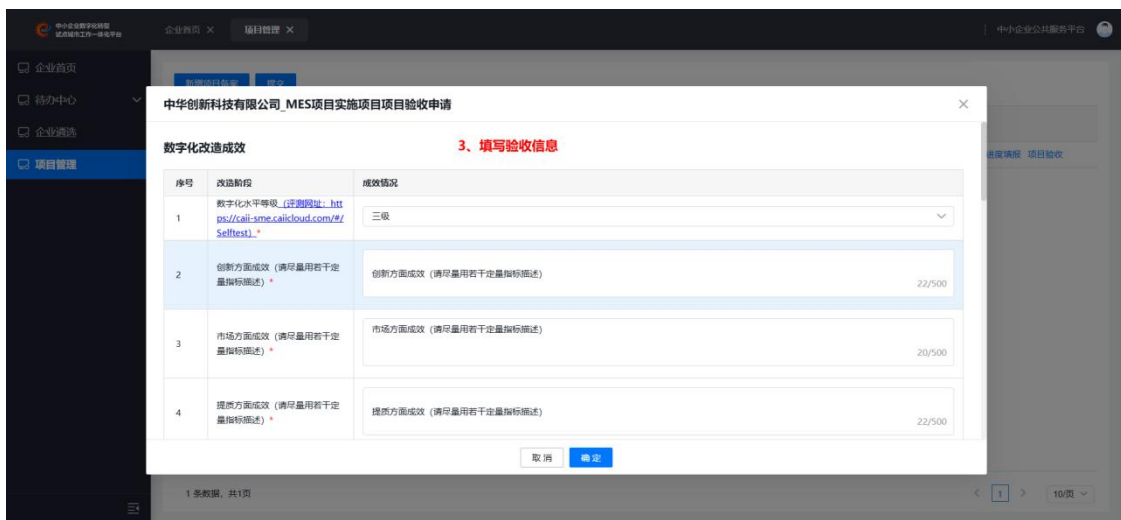 中小企业数字化转型
试点城市工作一体化平台
企业首页
项目管理
中小企业公共服务平台
企业首页
待办中心
企业遴选
项目管理
新增项目备案 提交
中华创新科技有限公司_MES项目实施项目项目验收申请
数字化改造成效
3、填写验收信息
进度填报 项目验收
序号 改造阶段 成效情况
1 数字化水平等级 (评测网址：htt
ps://caii-sme.caiicloud.com/#/
Selftest) *
三级
2 创新方面成效（请尽量用若干定
量指标描述）*
创新方面成效（请尽量用若干定量指标描述）
22/500
3 市场方面成效（请尽量用若干定
量指标描述）*
市场方面成效（请尽量用若干定量指标描述）
20/500
4 提质方面成效（请尽量用若干定
量指标描述）*
提质方面成效（请尽量用若干定量指标描述）
22/500
取消 确定
1 条数据，共1页
1
10/页